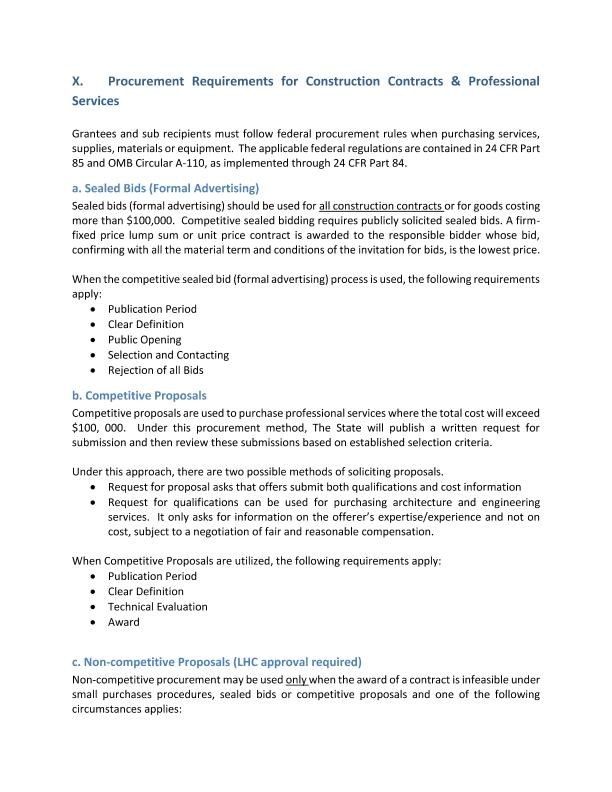 X. Procurement Requirements for Construction Contracts & Professional
Services
Grantees and sub recipients must follow federal procurement rules when purchasing services,
supplies, materials or equipment. The applicable federal regulations are contained in 24 CFR Part
85 and OMB Circular A-110, as implemented through 24 CFR Part 84.
a. Sealed Bids (Formal Advertising)
Sealed bids (formal advertising) should be used for all construction contracts or for goods costing
more than $100,000. Competitive sealed bidding requires publicly solicited sealed bids. A firm-
fixed price lump sum or unit price contract is awarded to the responsible bidder whose bid,
confirming with all the material term and conditions of the invitation for bids, is the lowest price.
When the competitive sealed bid (formal advertising) process is used, the following requirements
apply:
• Publication Period
• Clear Definition
• Public Opening
• Selection and Contacting
• Rejection of all Bids
b. Competitive Proposals
Competitive proposals are used to purchase professional services where the total cost will exceed
$100, 000. Under this procurement method, The State will publish a written request for
submission and then review these submissions based on established selection criteria.
Under this approach, there are two possible methods of soliciting proposals.
• Request for proposal asks that offers submit both qualifications and cost information
• Request for qualifications can be used for purchasing architecture and engineering
services. It only asks for information on the offerer's expertise/experience and not on
cost, subject to a negotiation of fair and reasonable compensation.
When Competitive Proposals are utilized, the following requirements apply:
• Publication Period
• Clear Definition
• Technical Evaluation
• Award
c. Non-competitive Proposals (LHC approval required)
Non-competitive procurement may be used only when the award of a contract is infeasible under
small purchases procedures, sealed bids or competitive proposals and one of the following
circumstances applies: